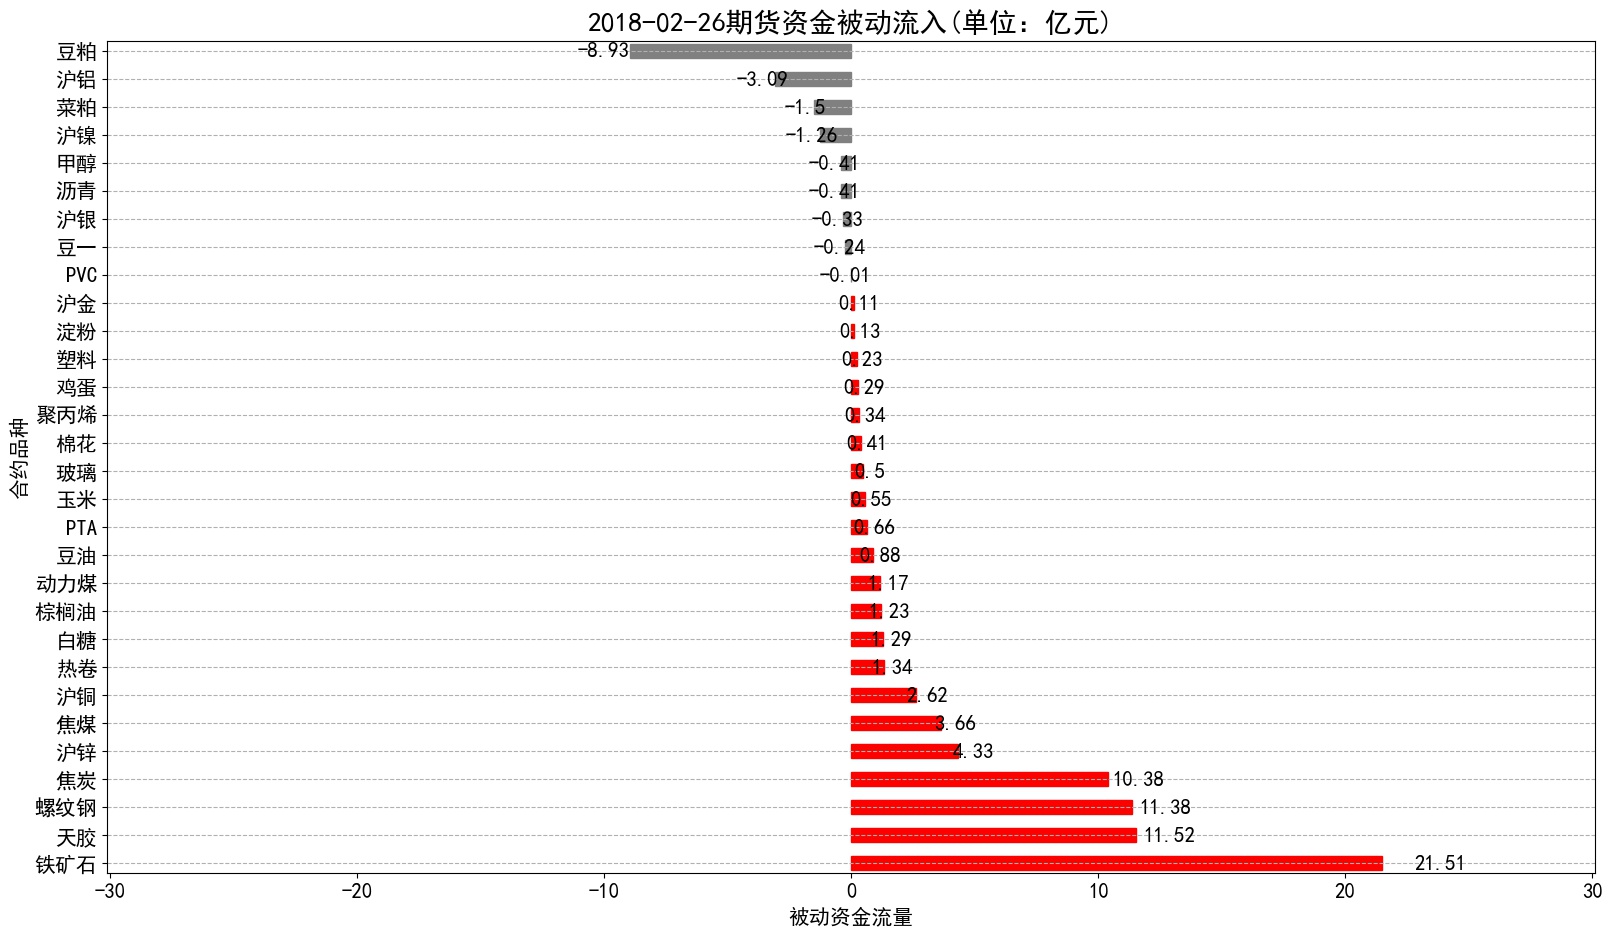 2018-02-26期货资金被动流入(单位：亿元)
合约品种
豆粕 -8.93
沪铝 -3.09
菜粕 -1.5
沪镍 -1.26
甲醇 -0.41
沥青 -0.41
沪银 -0.33
豆一 -0.24
PVC -0.01
沪金 0.11
淀粉 0.13
塑料 0.23
鸡蛋 0.29
聚丙烯 0.34
棉花 0.41
玻璃 0.5
玉米 0.55
PTA 0.66
豆油 0.88
动力煤 1.17
棕榈油 1.23
白糖 1.29
热卷 1.34
沪铜 2.62
焦煤 3.66
沪锌 4.33
焦炭 10.38
螺纹钢 11.38
天胶 11.52
铁矿石 21.51
-30 -20 -10 0 10 20 30
被动资金流量